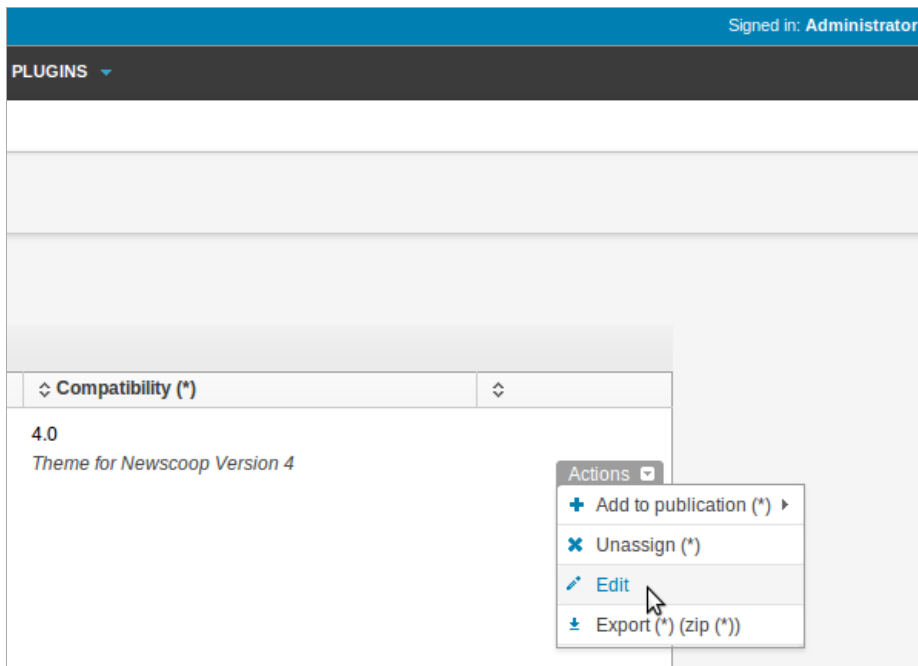 Signed in: Administrator
PLUGINS
Compatibility (*)
4.0
Theme for Newscoop Version 4
Actions
Add to publication (*)
Unassign (*)
Edit
Export (*) (zip (*))